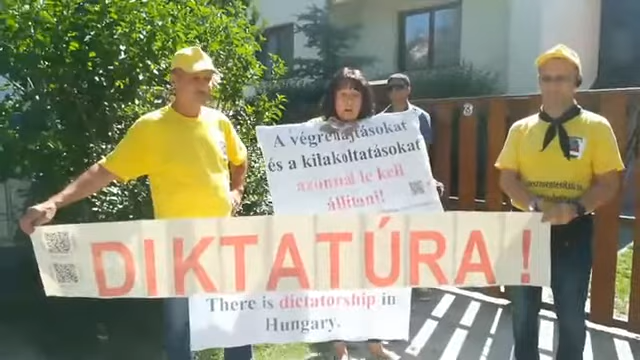 A végrehajtásokat
és a kilakoltatásokat
azonnal le kell
állítani!
DIKTATÚRA!
There is dictatorship in
Hungary.